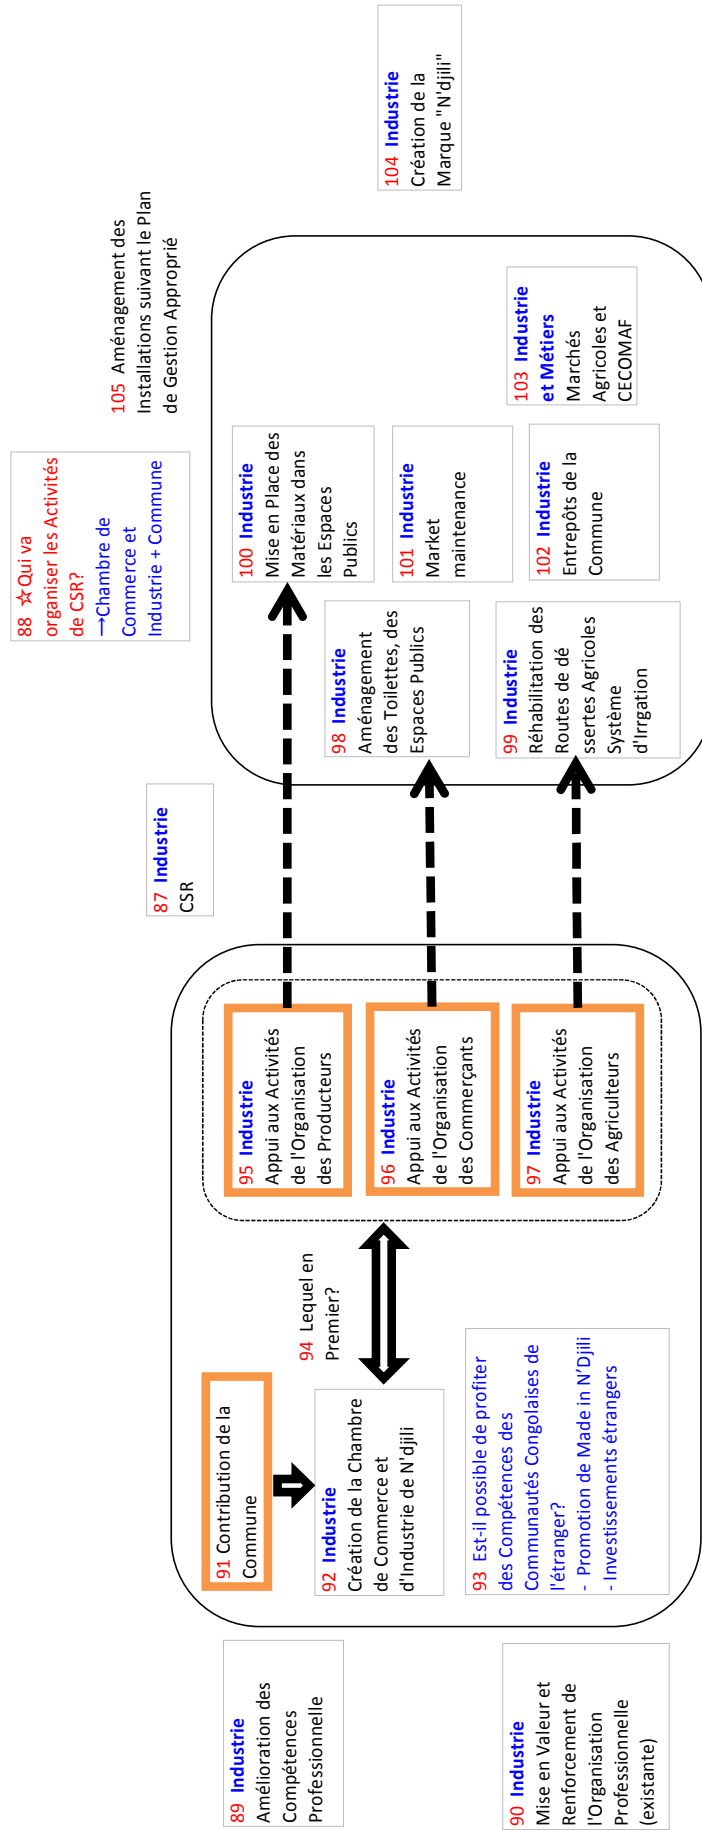 89 Industrie
Amélioration des
Compétences
Professionnelle
90 Industrie
Mise en Valeur et
Renforcement de
l'Organisation
Professionnelle
(existante)
91 Contribution de la
Commune
92 Industrie
Création de la Chambre
de Commerce et
d'Industrie de N'djili
93 Est-il possible de profiter
des Compétences des
Communautés Congolaises de
l'étranger?
- Promotion de Made in N'Djili
- Investissements étrangers
94 Lequel en
Premier?
95 Industrie
Appui aux Activités
de l'Organisation
des Producteurs
96 Industrie
Appui aux Activités
de l'Organisation
des Commerçants
97 Industrie
Appui aux Activités
de l'Organisation
des Agriculteurs
87 Industrie
CSR
88 ☆Qui va
organiser les Activités
de CSR?
→Chambre de
Commerce et
Industrie + Commune
98 Industrie
Aménagement
des Toilettes, des
Espaces Publics
99 Industrie
Réhabilitation des
Routes de dé
ssertes Agricoles
Système
d'Irrgation
100 Industrie
Mise en Place des
Matériaux dans
les Espaces
Publics
101 Industrie
Market
maintenance
102 Industrie
Entrepôts de la
Commune
103 Industrie
et Métiers
Marchés
Agricoles et
CECOMAF
105 Aménagement des
Installations suivant le Plan
de Gestion Approprié
104 Industrie
Création de la
Marque "N'djili"